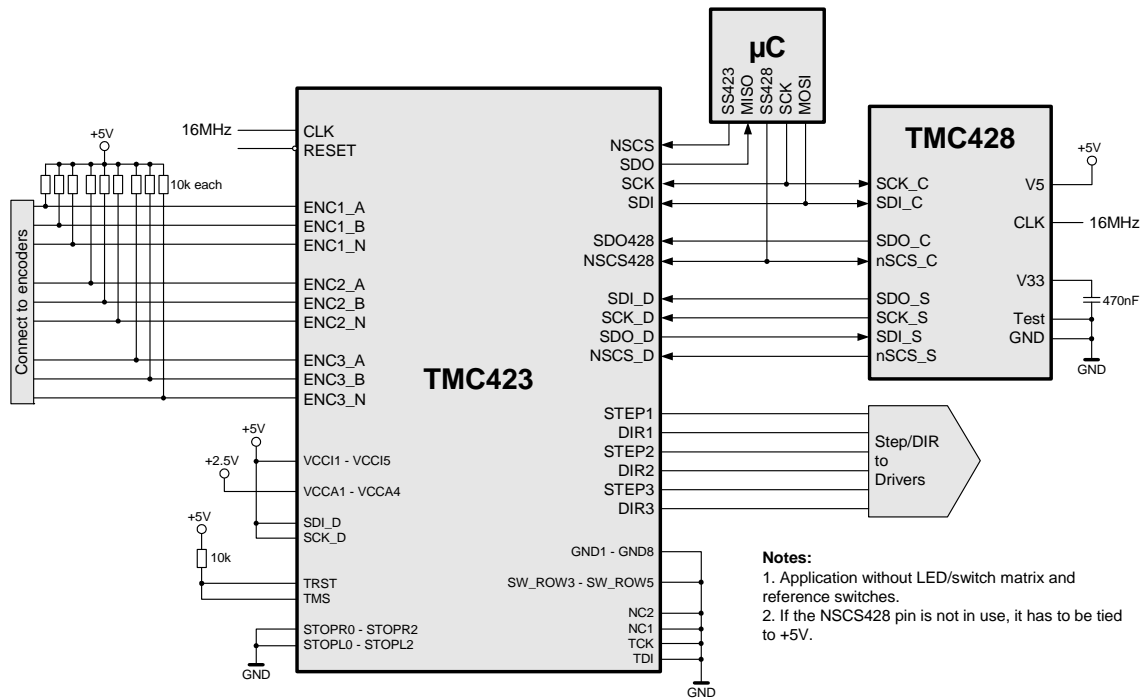 µC
SS423
MISO
SS428
SCK
MOSI
TMC428
+5V
SCK_C
SDI_C
SDO_C
nSCS_C
SDO_S
SCK_S
SDI_S
nSCS_S
V5
CLK
16MHz
V33
470nF
Test
GND
GND
16MHz
CLK
RESET
+5V
10k each
Connect to encoders
ENC1_A
ENC1_B
ENC1_N
ENC2_A
ENC2_B
ENC2_N
ENC3_A
ENC3_B
ENC3_N
TMC423
+5V
VCCI1 - VCCI5
+2.5V
VCCA1 - VCCA4
SDI_D
SCK_D
+5V
10k
TRST
TMS
STOPR0 - STOPR2
STOPL0 - STOPL2
GND
NSCS
SDO
SCK
SDI
SDO428
NSCS428
SDI_D
SCK_D
SDO_D
NSCS_D
STEP1
DIR1
STEP2
DIR2
STEP3
DIR3
Step/DIR
to
Drivers
GND1 - GND8
SW_ROW3 - SW_ROW5
NC2
NC1
TCK
TDI
GND
Notes:
1. Application without LED/switch matrix and
reference switches.
2. If the NSCS428 pin is not in use, it has to be tied
to +5V.